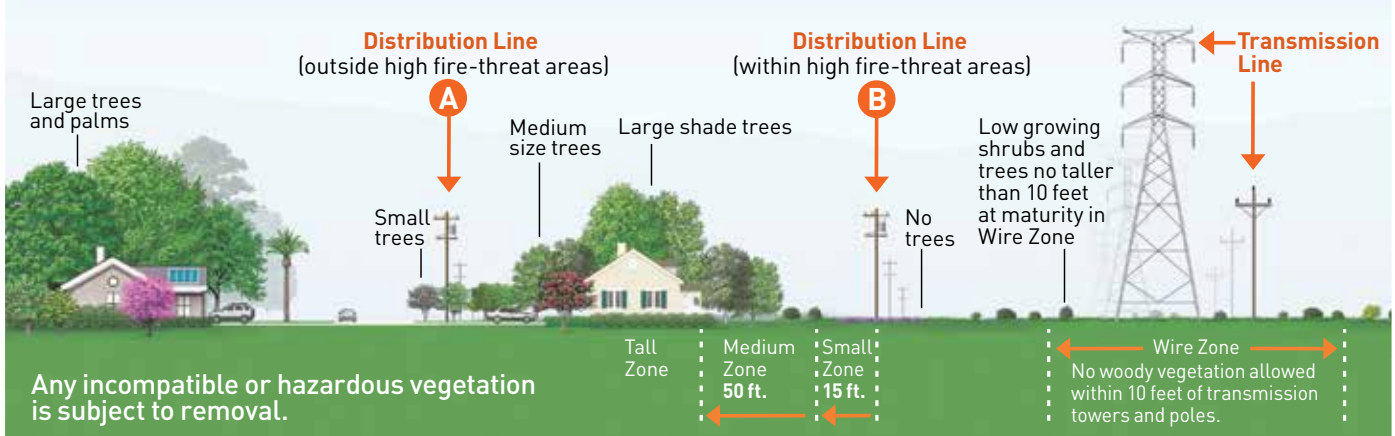 Distribution Line
(outside high fire-threat areas)
A
Distribution Line
(within high fire-threat areas)
B
Transmission
Line
Large trees
and palms
Small
trees
Medium
size trees
Large shade trees
No
trees
Low growing
shrubs and
trees no taller
than 10 feet
at maturity in
Wire Zone
Tall
Zone
Medium
Zone
50 ft.
Small
Zone
15 ft.
Wire Zone
No woody vegetation allowed
within 10 feet of transmission
towers and poles.
Any incompatible or hazardous vegetation
is subject to removal.